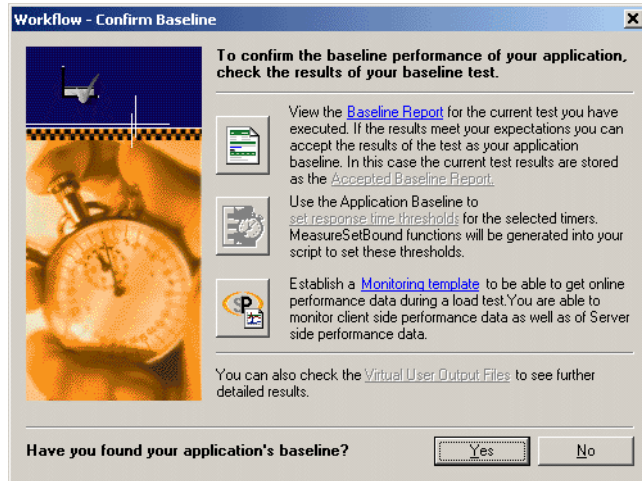 Workflow - Confirm Baseline
To confirm the baseline performance of your application,
check the results of your baseline test.
View the Baseline Report for the current test you have
executed. If the results meet your expectations you can
accept the results of the test as your application
baseline. In this case the current test results are stored
as the Accepted Baseline Report.
Use the Application Baseline to
set response time thresholds for the selected timers.
MeasureSetBound functions will be generated into your
script to set these thresholds.
Establish a Monitoring template to be able to get online
performance data during a load test.You are able to
monitor client side performance data as well as of Server
side performance data.
You can also check the Virtual User Output Files to see further
detailed results.
Have you found your application's baseline?
Yes
No